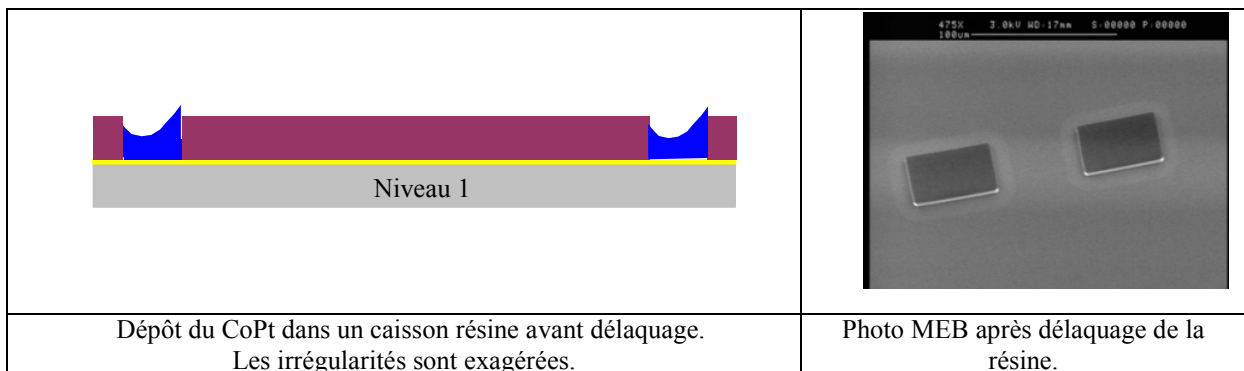 475X 3.0kV WD:17mm S:00000 P:00000
100um
Niveau 1
Dépôt du CoPt dans un caisson résine avant délaquage.
Les irrégularités sont exagérées.
Photo MEB après délaquage de la
résine.